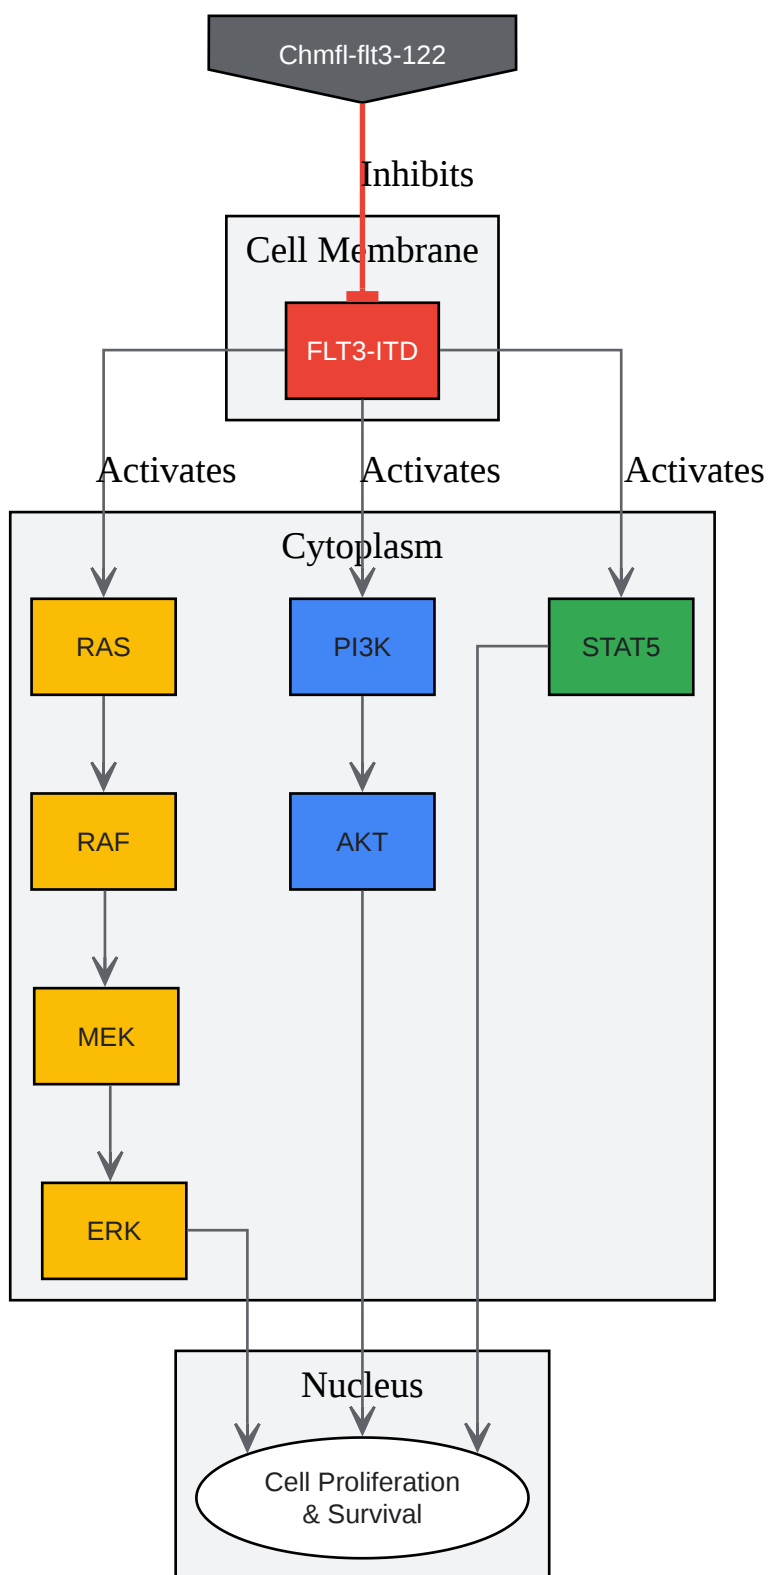 Chmfl-flt3-122
Inhibits
Cell Membrane
FLT3-ITD
Activates
Activates
Activates
Cytoplasm
RAS
PI3K
STAT5
RAF
AKT
MEK
ERK
Nucleus
Cell Proliferation
& Survival